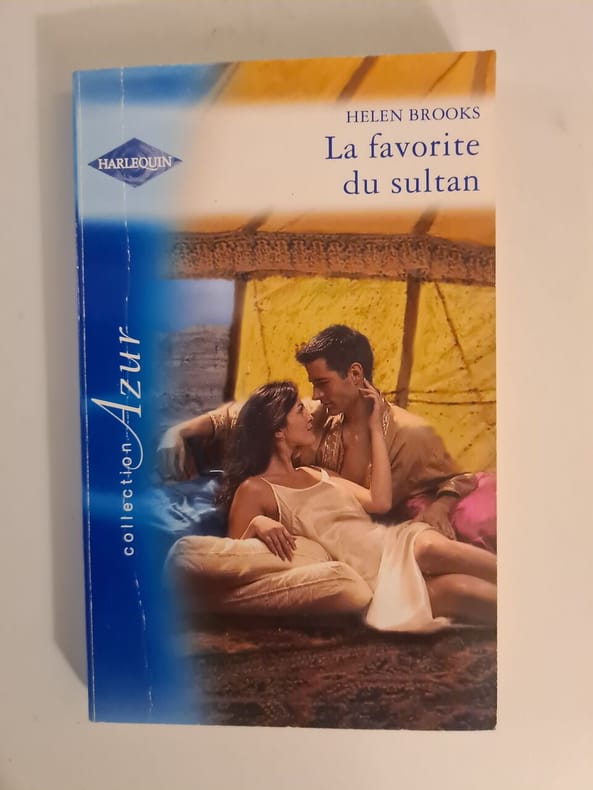 HELEN BROOKS
La favorite
du sultan
HARLEQUIN
collection Azur